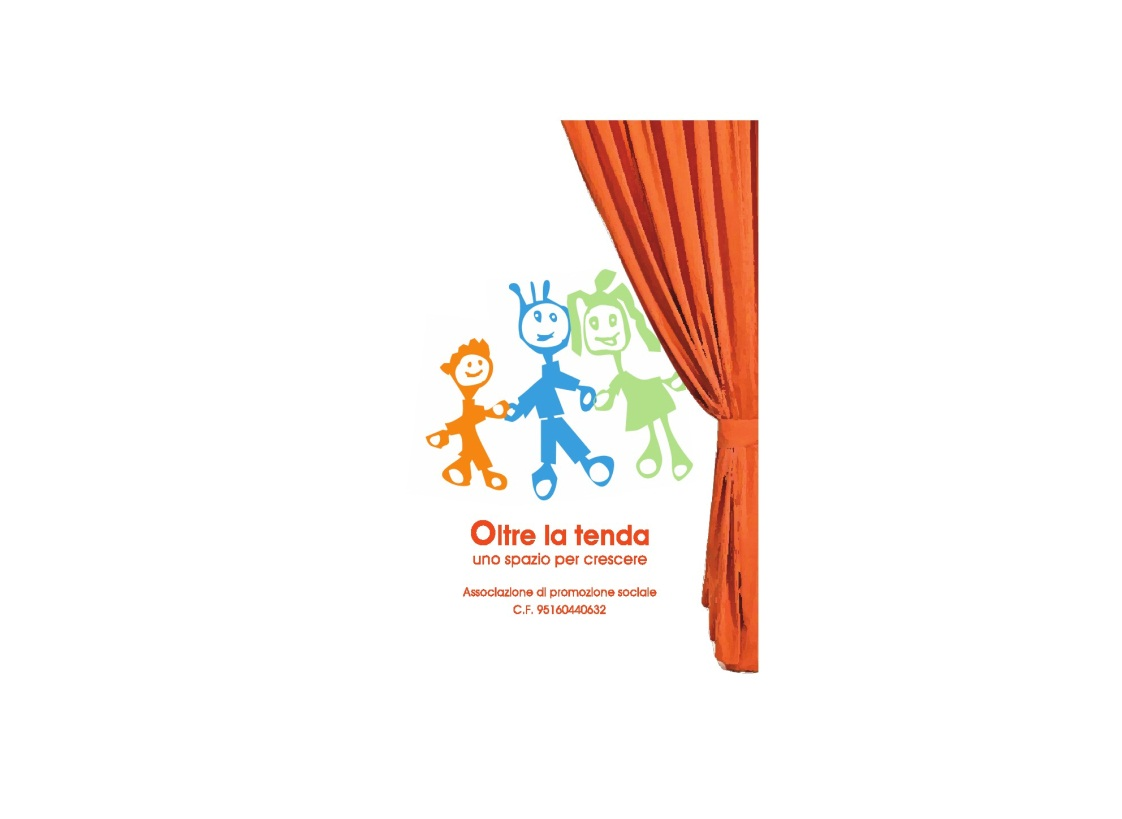 Oltre la tenda
uno spazio per crescere
Associazione di promozione sociale
C.F. 95160440632